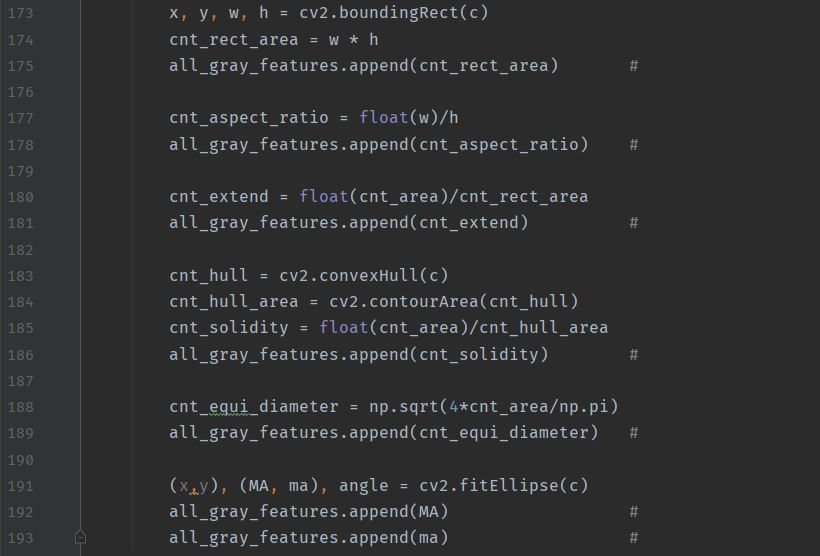 173 x, y, w, h = cv2.boundingRect(c)
174 cnt_rect_area = w * h
175 all_gray_features.append(cnt_rect_area) #
176
177 cnt_aspect_ratio = float(w)/h
178 all_gray_features.append(cnt_aspect_ratio) #
179
180 cnt_extend = float(cnt_area)/cnt_rect_area
181 all_gray_features.append(cnt_extend) #
182
183 cnt_hull = cv2.convexHull(c)
184 cnt_hull_area = cv2.contourArea(cnt_hull)
185 cnt_solidity = float(cnt_area)/cnt_hull_area
186 all_gray_features.append(cnt_solidity) #
187
188 cnt_equi_diameter = np.sqrt(4*cnt_area/np.pi)
189 all_gray_features.append(cnt_equi_diameter) #
190
191 (x,y), (MA, ma), angle = cv2.fitEllipse(c)
192 all_gray_features.append(MA) #
193 all_gray_features.append(ma) #